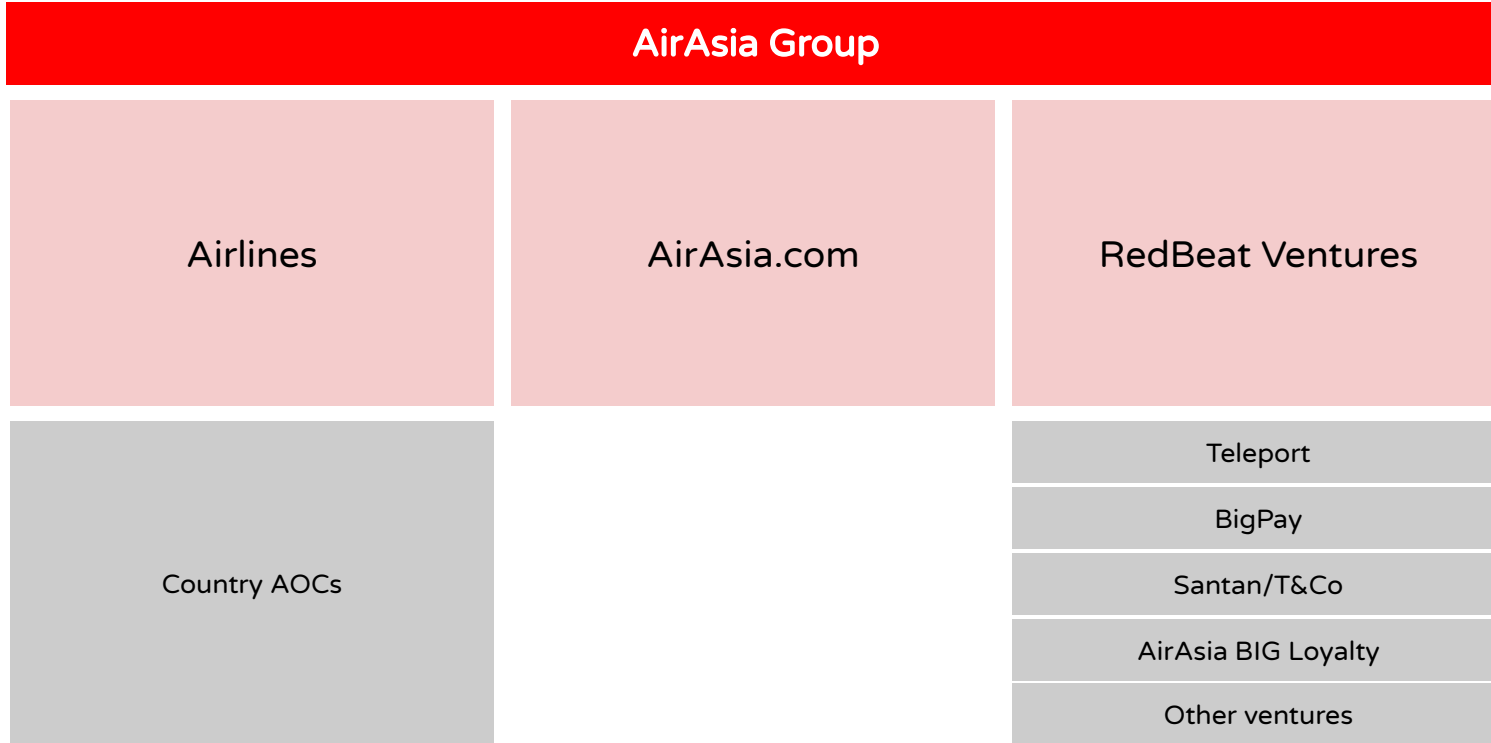 AirAsia Group
Airlines
AirAsia.com
RedBeat Ventures
Country AOCs
Teleport
BigPay
Santan/T&Co
AirAsia BIG Loyalty
Other ventures